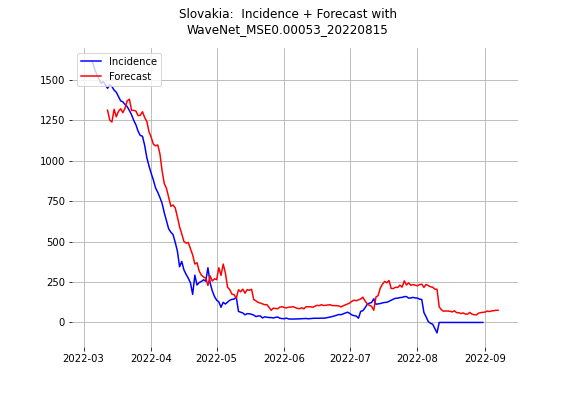 Slovakia:  Incidence + Forecast with
WaveNet_MSE0.00053_20220815
Incidence
Forecast
1500
1250
1000
750
500
250
0
2022-03 2022-04 2022-05 2022-06 2022-07 2022-08 2022-09